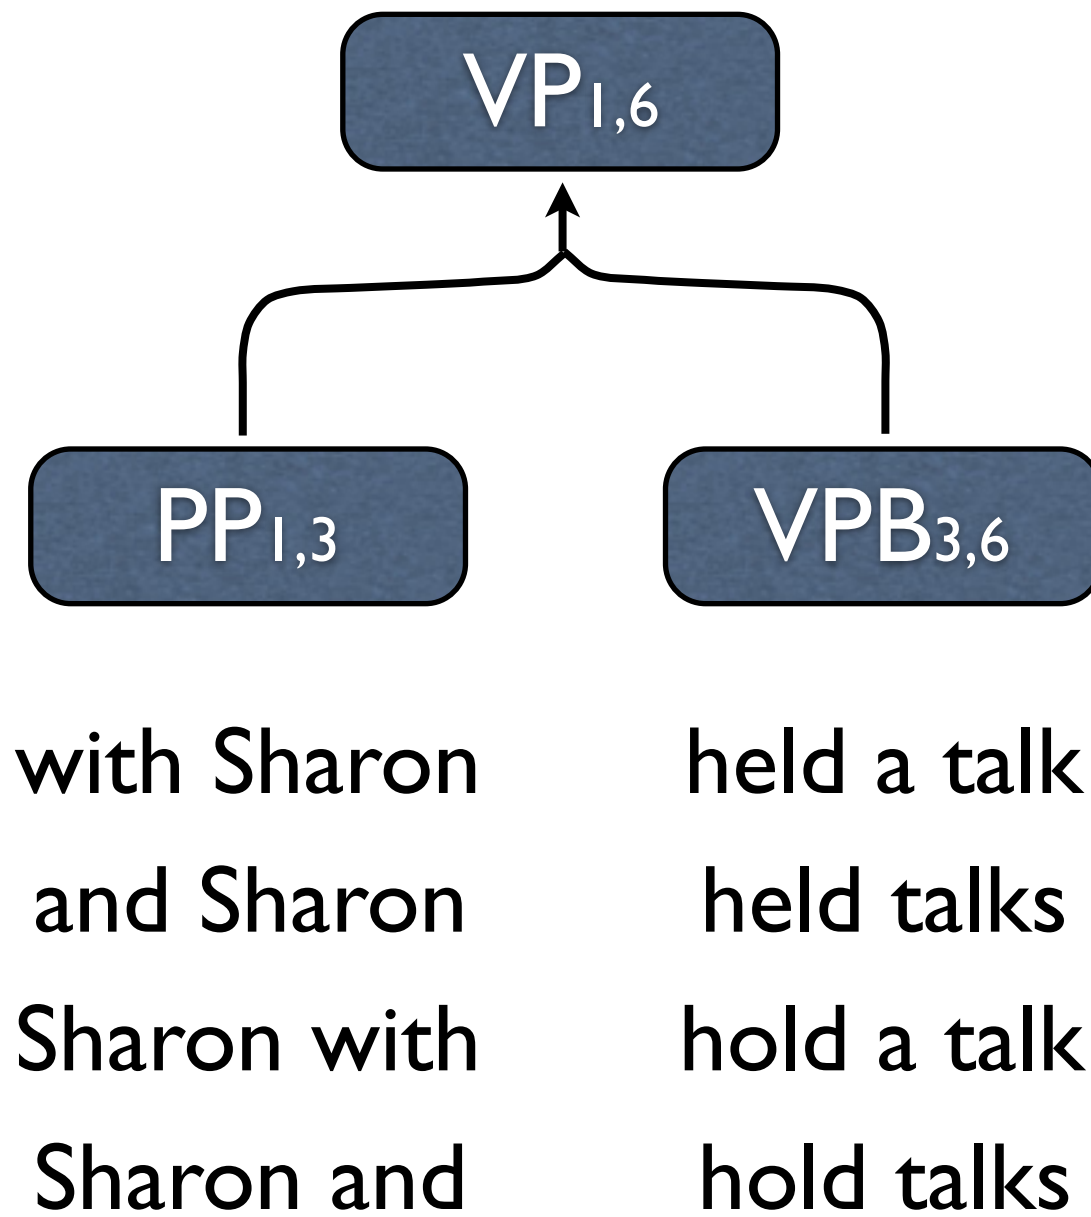 VP1,6
PP1,3 VPB3,6
with Sharon held a talk
and Sharon held talks
Sharon with hold a talk
Sharon and hold talks